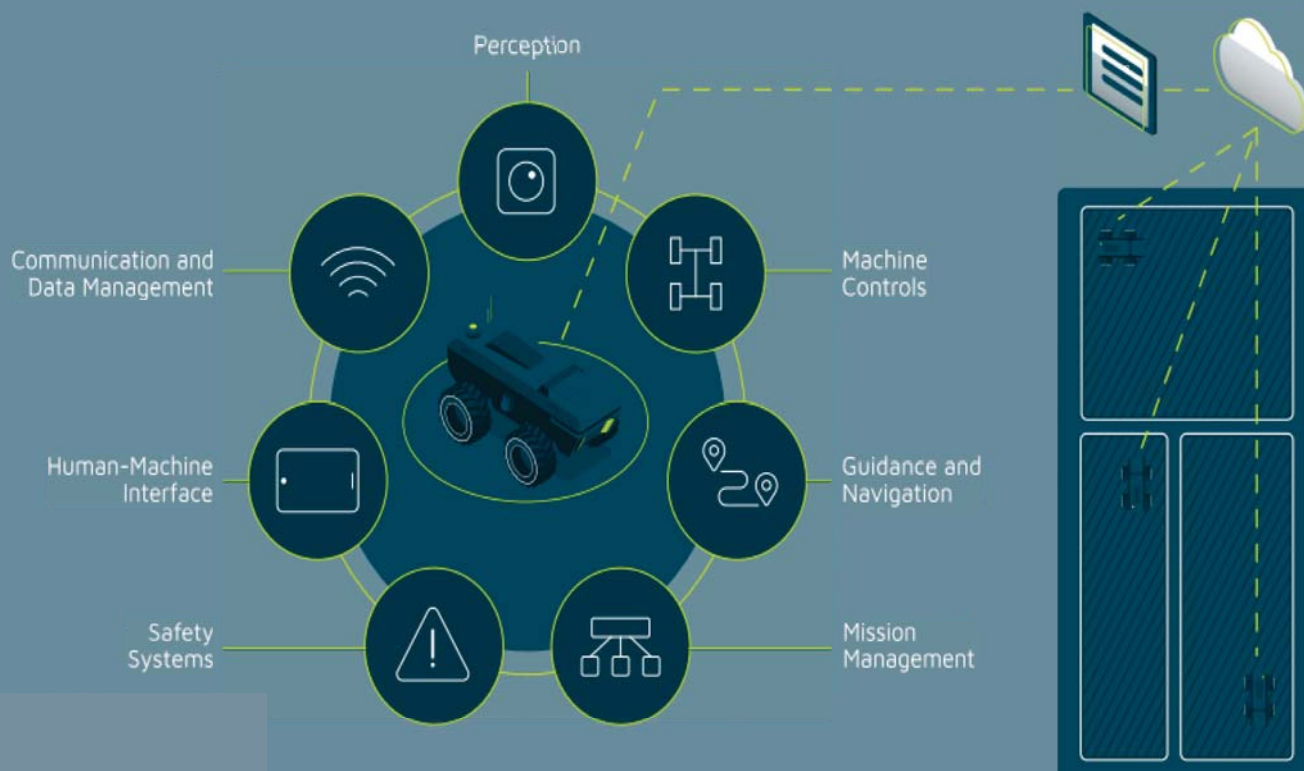 Perception
Communication and
Data Management
Machine
Controls
Human-Machine
Interface
Guidance and
Navigation
Safety
Systems
Mission
Management